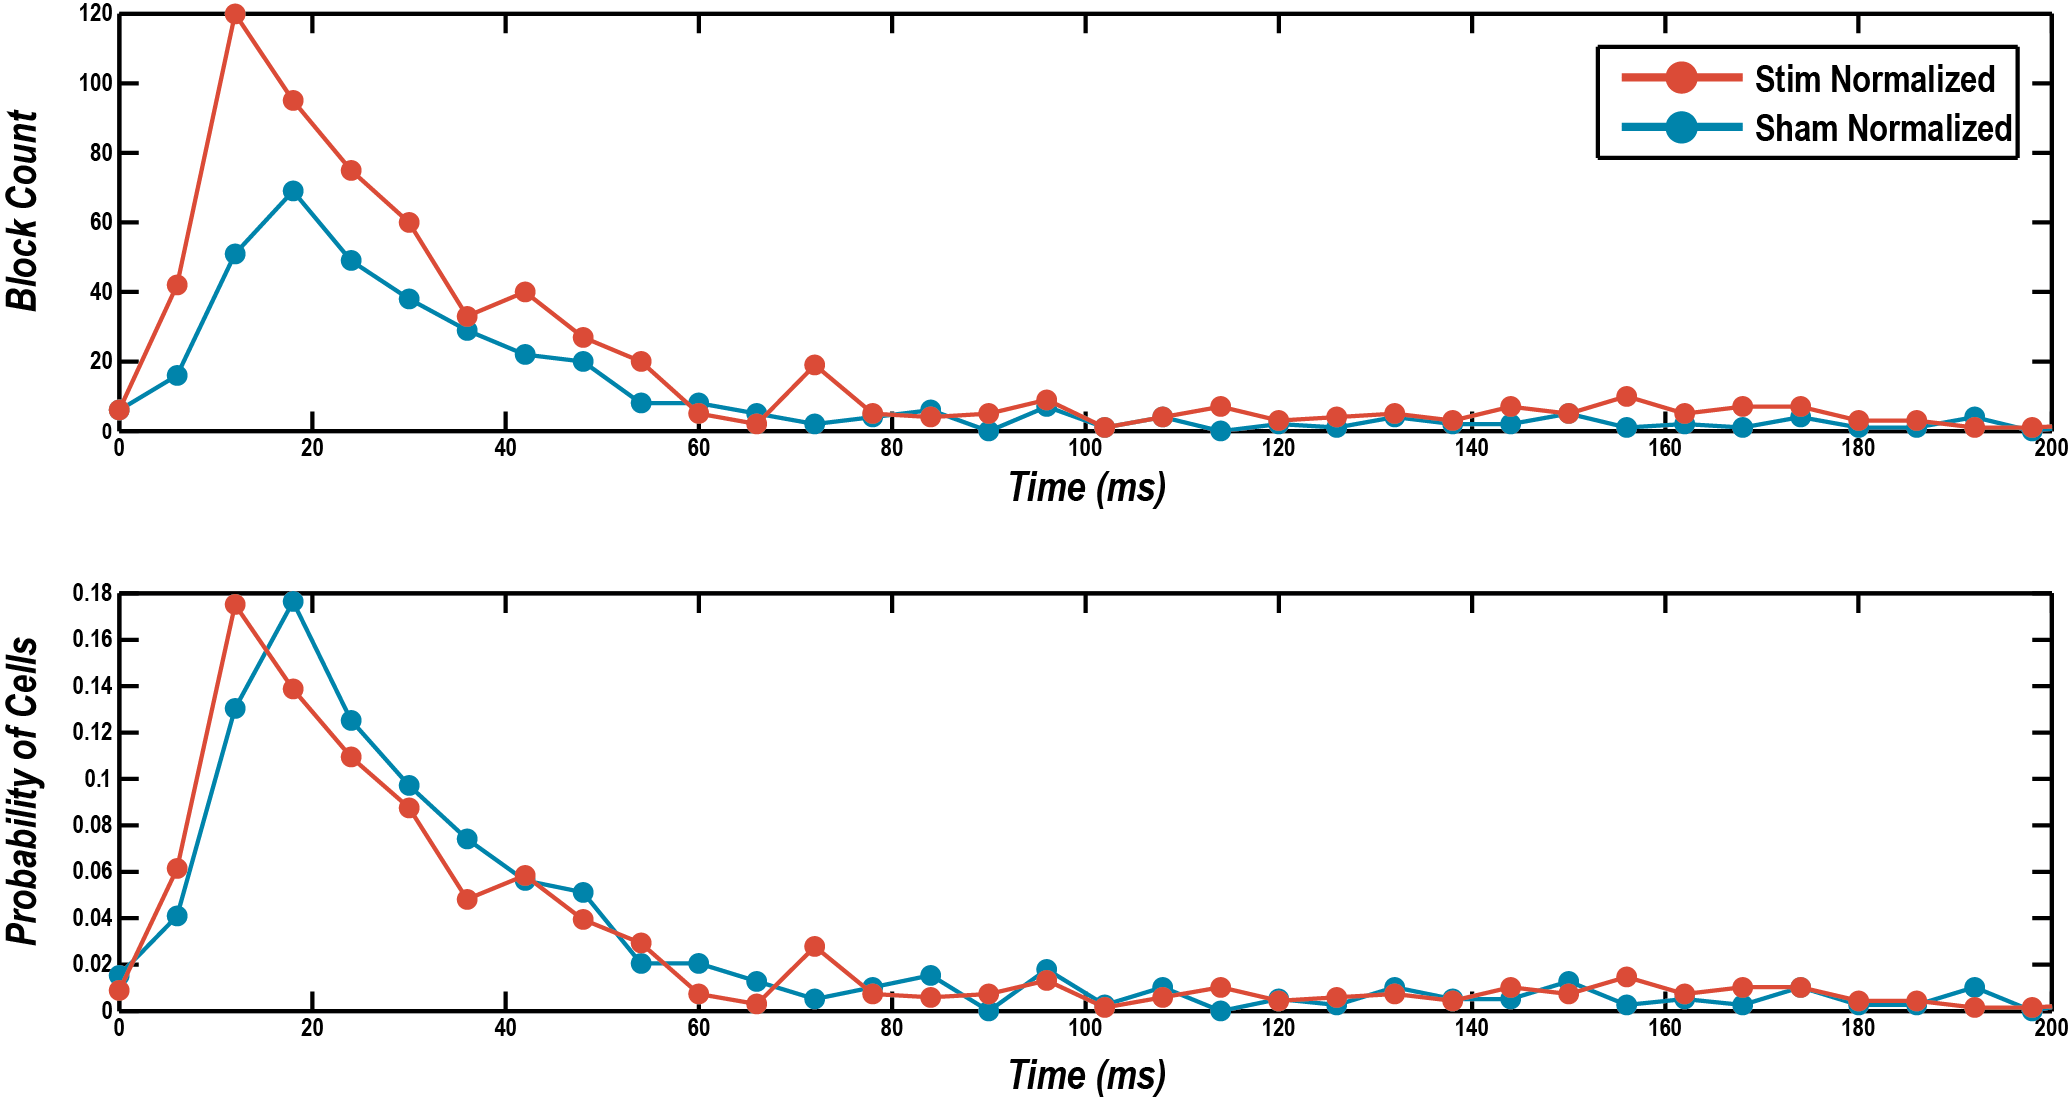 120
100
80
60
40
20
0
Block Count
Stim Normalized
Sham Normalized
0 20 40 60 80 100 120 140 160 180 200
Time (ms)
0.18
0.16
0.14
0.12
0.1
0.08
0.06
0.04
0.02
0
Probability of Cells
0 20 40 60 80 100 120 140 160 180 200
Time (ms)